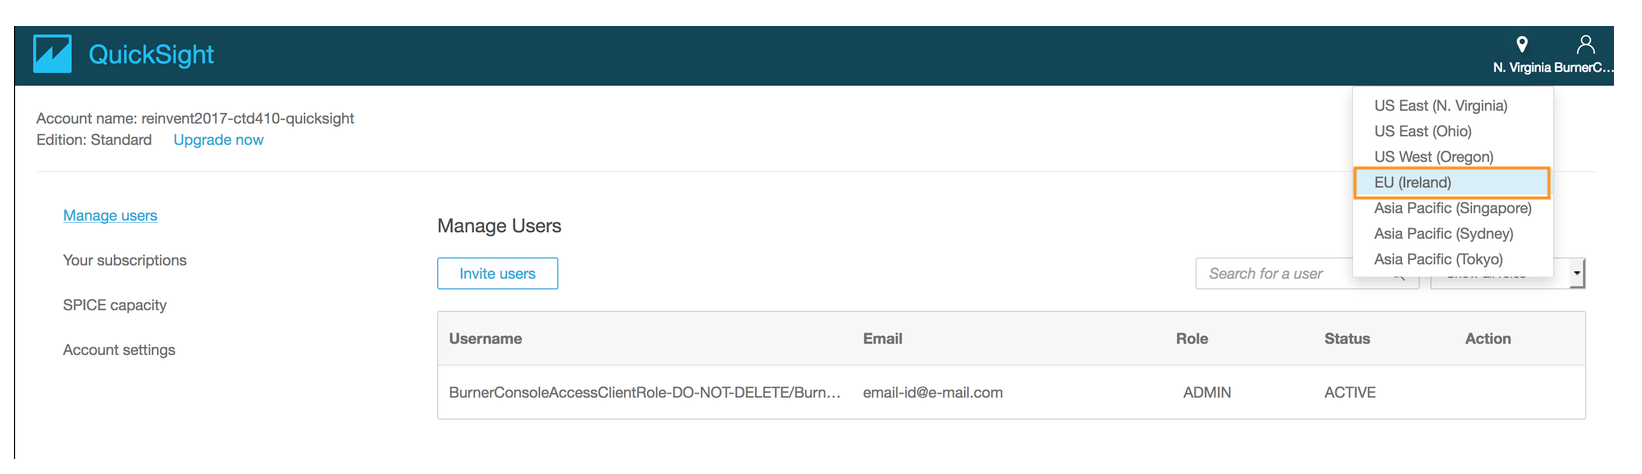 QuickSight
N. Virginia BurnerC...
Account name: reinvent2017-ctd410-quicksight
Edition: Standard Upgrade now
US East (N. Virginia)
US East (Ohio)
US West (Oregon)
EU (Ireland)
Asia Pacific (Singapore)
Asia Pacific (Sydney)
Asia Pacific (Tokyo)
Manage users
Your subscriptions
SPICE capacity
Account settings
Manage Users
Invite users
Search for a user
Username Email Role Status Action
BurnerConsoleAccessClientRole-DO-NOT-DELETE/Burn... email-id@e-mail.com ADMIN ACTIVE